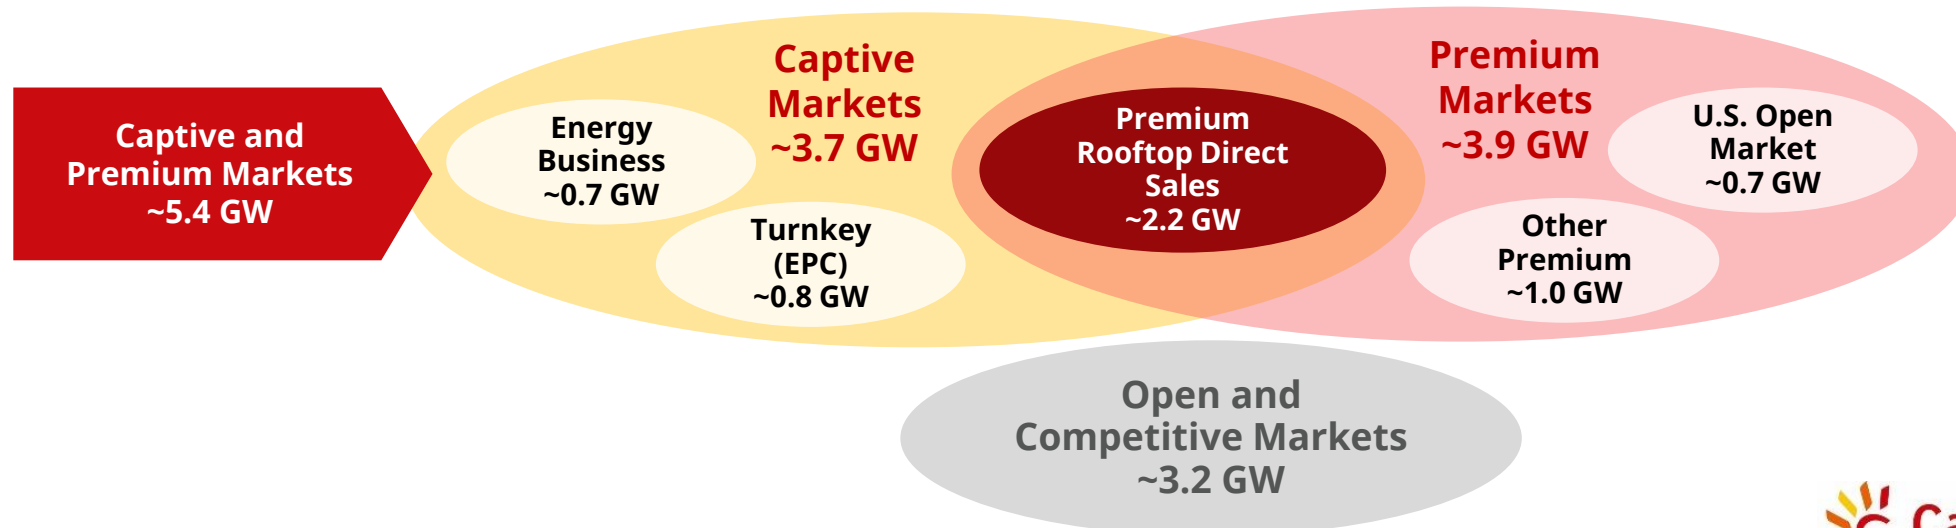 Captive and
Premium Markets
~5.4 GW
Captive
Markets
~3.7 GW
Energy
Business
~0.7 GW
Turnkey
(EPC)
~0.8 GW
Premium
Rooftop Direct
Sales
~2.2 GW
Premium
Markets
~3.9 GW
U.S. Open
Market
~0.7 GW
Other
Premium
~1.0 GW
Open and
Competitive Markets
~3.2 GW